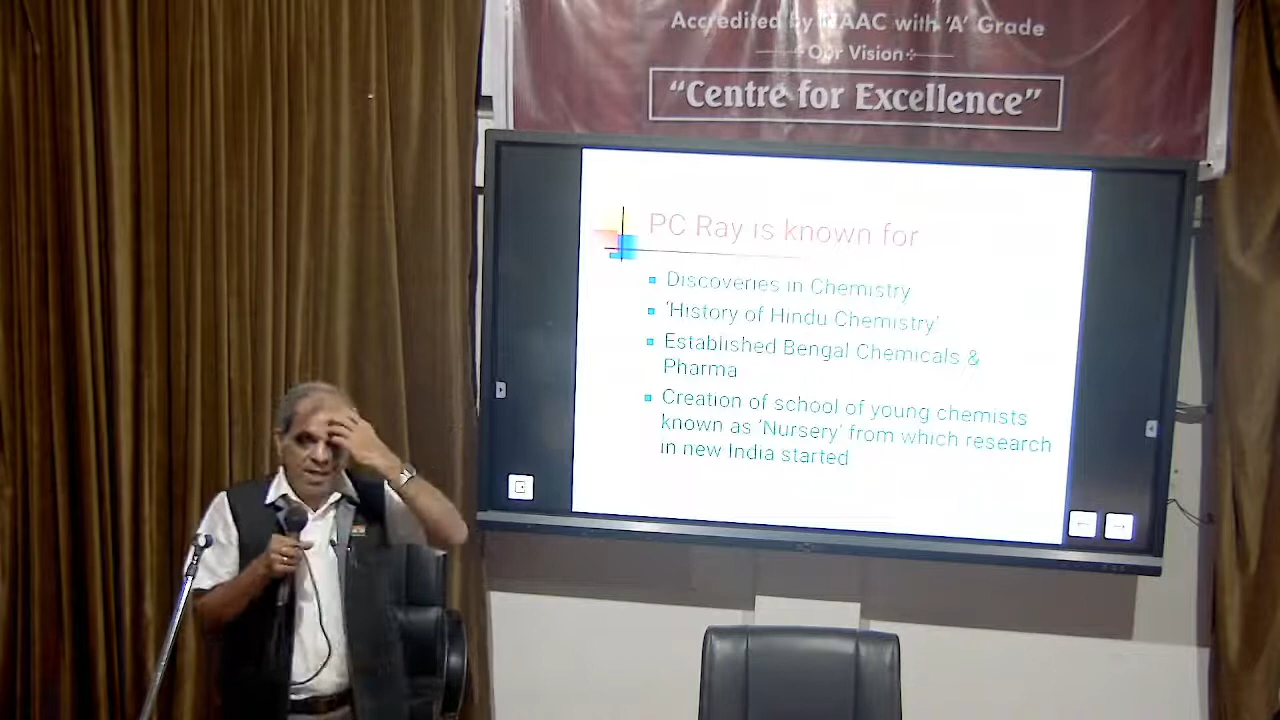 Accredited by NAAC with 'A' Grade
Our Vision
"Centre for Excellence"
PC Ray is known for
Discoveries in Chemistry
'History of Hindu Chemistry'
Established Bengal Chemicals &
Pharma
Creation of school of young chemists
known as 'Nursery' from which research
in new India started